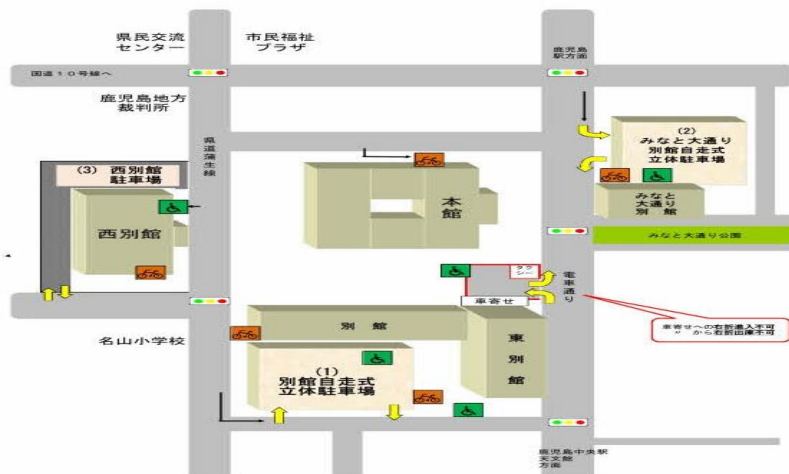 県民交流
センター
市民福祉
プラザ
鹿児島
駅方面
国道10号線へ
鹿児島地方
裁判所
県道蒲生線
(2)
みなと大通り
別館自走式
立体駐車場
みなと
大通り
別館
(3) 西別館
駐車場
西別館
本館
みなと大通り公園
電車通り
タクシー
車寄せ
別館
東別館
名山小学校
車寄せへの右折進入不可
〃 から右折出庫不可
(1)
別館自走式
立体駐車場
鹿児島中央駅
天文館
方面